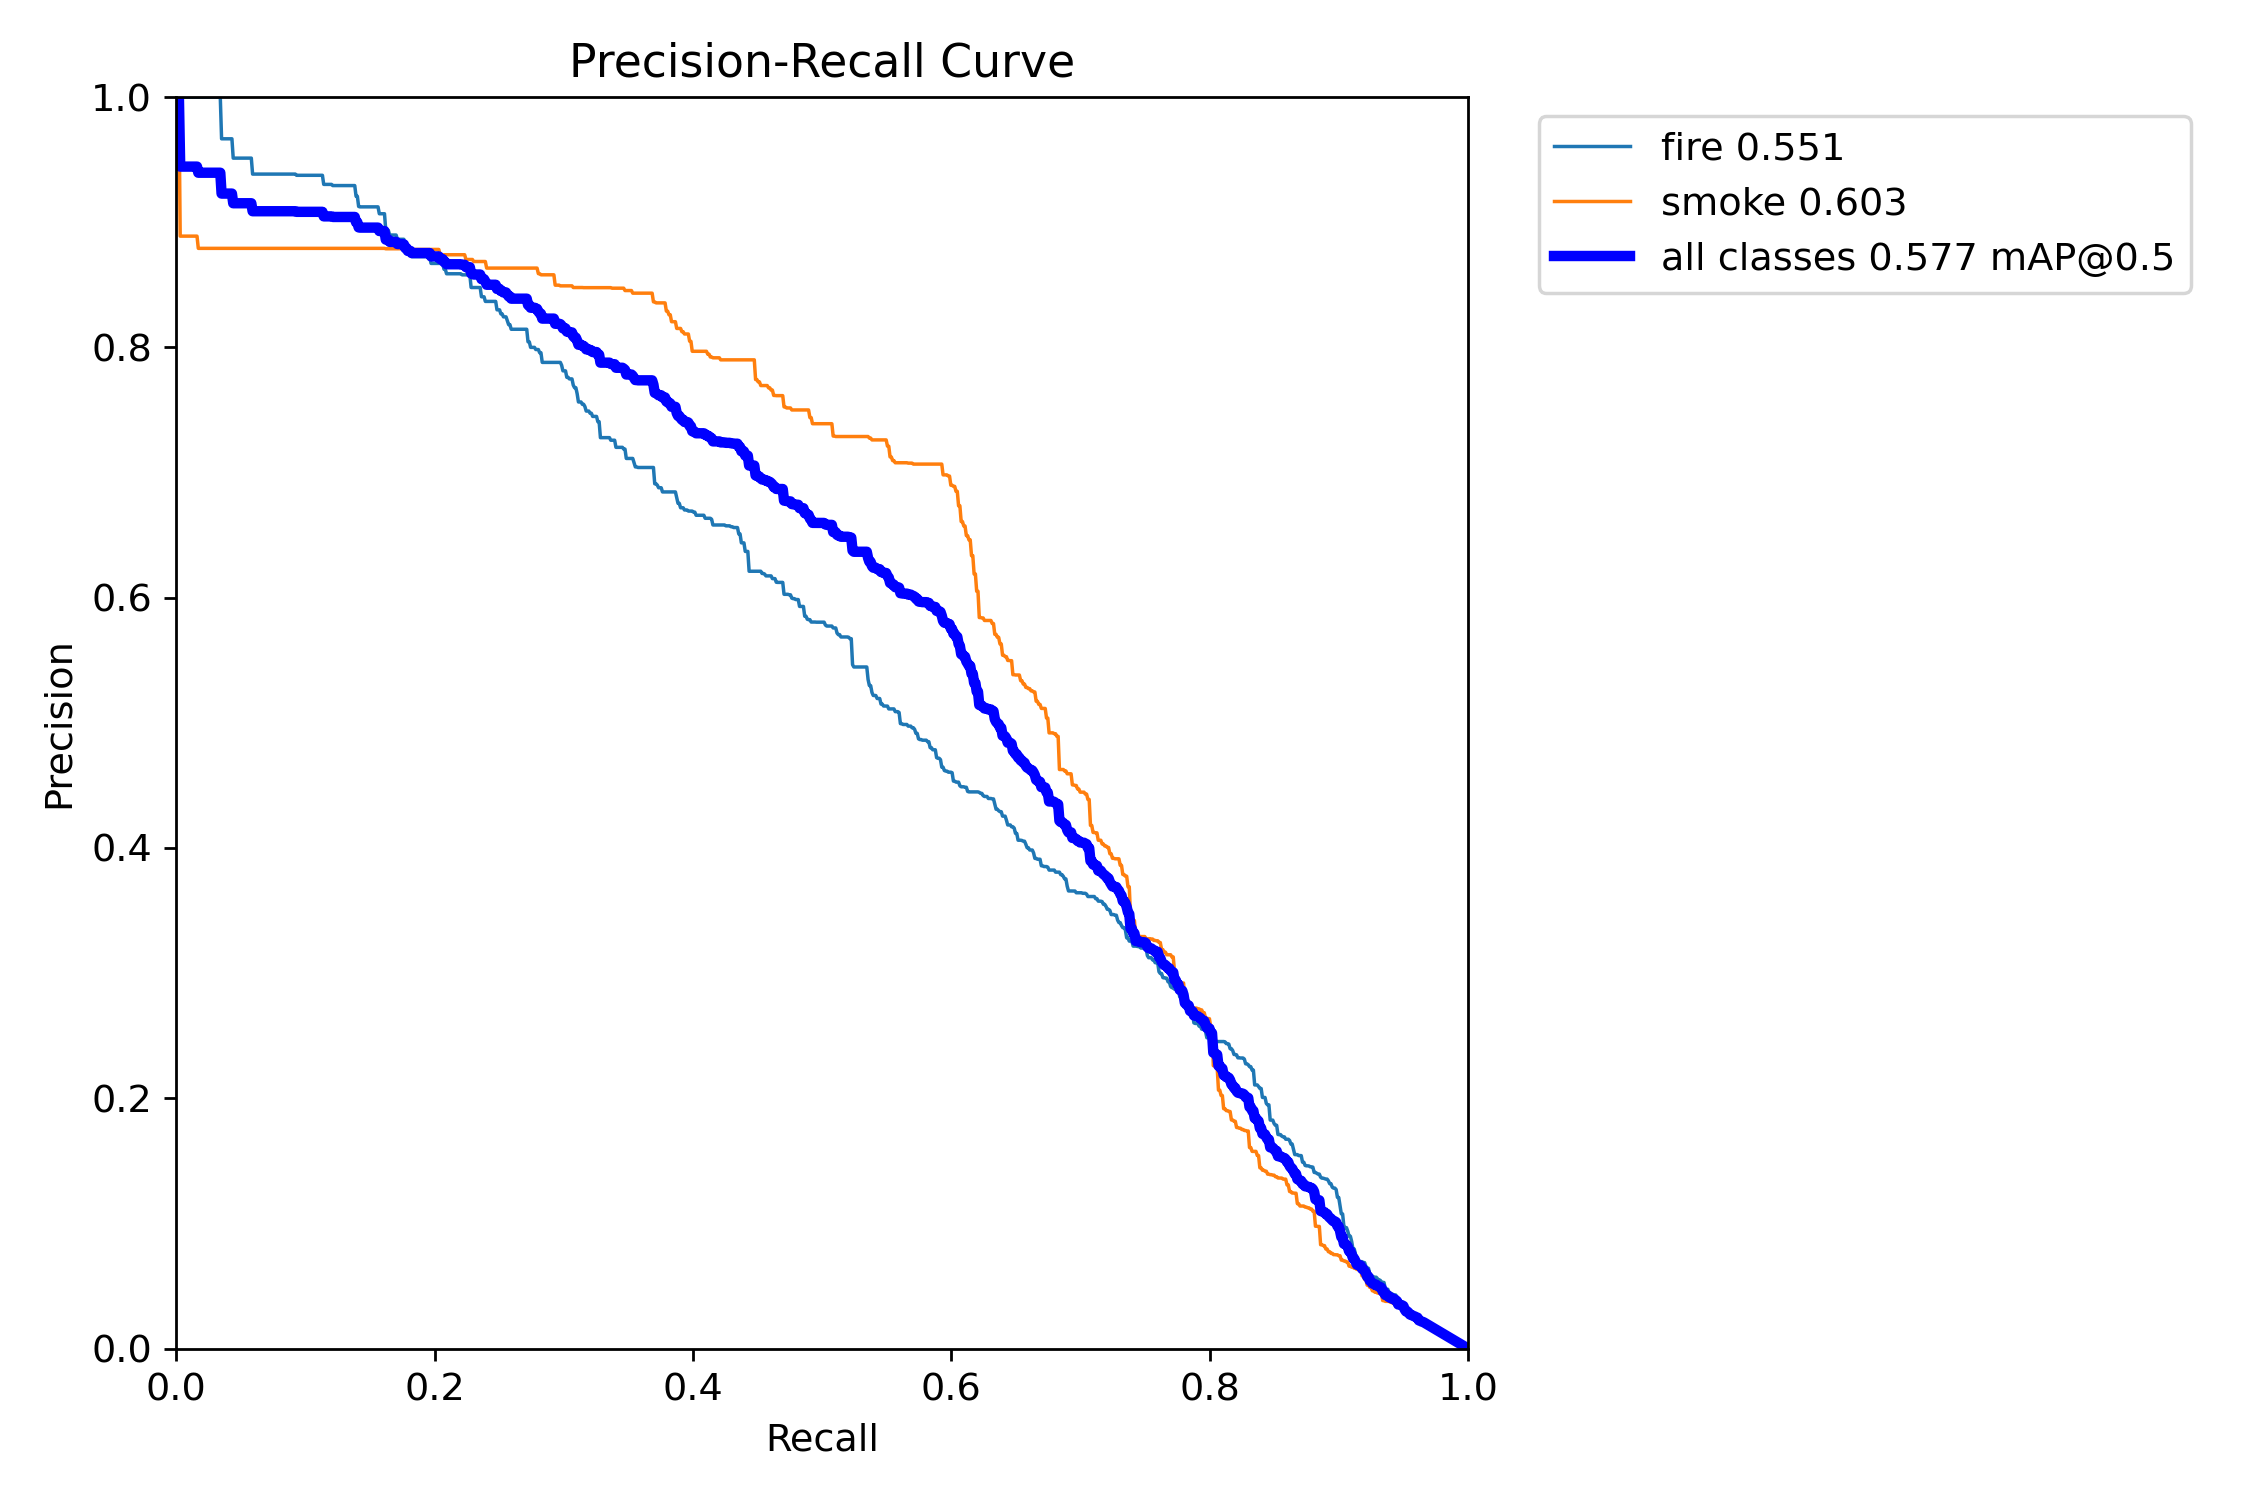 Precision-Recall Curve
1.0
0.8
0.6
0.4
0.2
0.0
Precision
0.0 0.2 0.4 0.6 0.8 1.0
Recall
fire 0.551
smoke 0.603
all classes 0.577 mAP@0.5